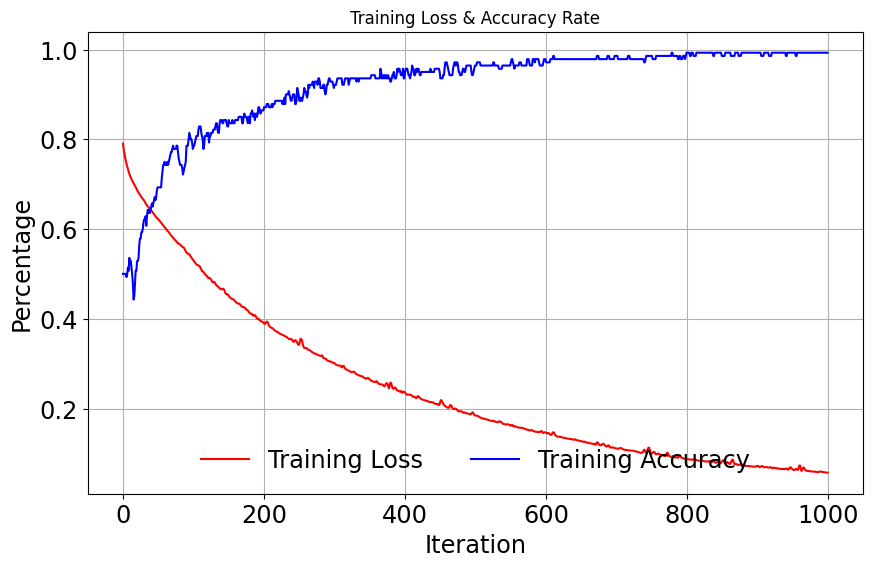 Training Loss & Accuracy Rate
1.0
0.8
0.6
0.4
0.2
Percentage
Training Loss
Training Accuracy
0 200 400 600 800 1000
Iteration